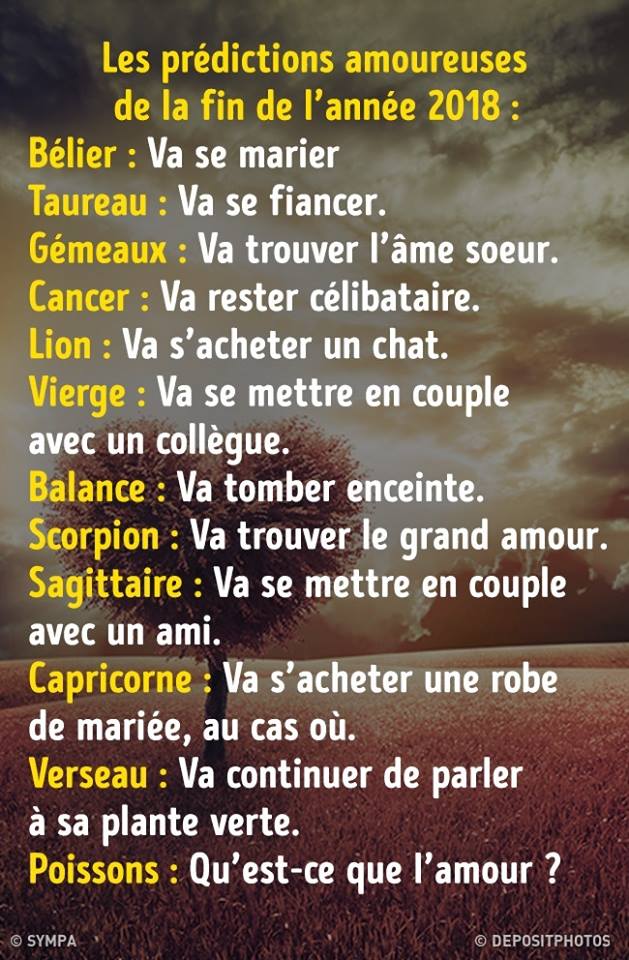 Les prédictions amoureuses
de la fin de l'année 2018 :
Bélier : Va se marier
Taureau : Va se fiancer.
Gémeaux : Va trouver l'âme soeur.
Cancer : Va rester célibataire.
Lion : Va s'acheter un chat.
Vierge : Va se mettre en couple
avec un collègue.
Balance : Va tomber enceinte.
Scorpion : Va trouver le grand amour.
Sagittaire : Va se mettre en couple
avec un ami.
Capricorne : Va s'acheter une robe
de mariée, au cas où.
Verseau : Va continuer de parler
à sa plante verte.
Poissons : Qu'est-ce que l'amour ?
© SYMPA © DEPOSITPHOTOS